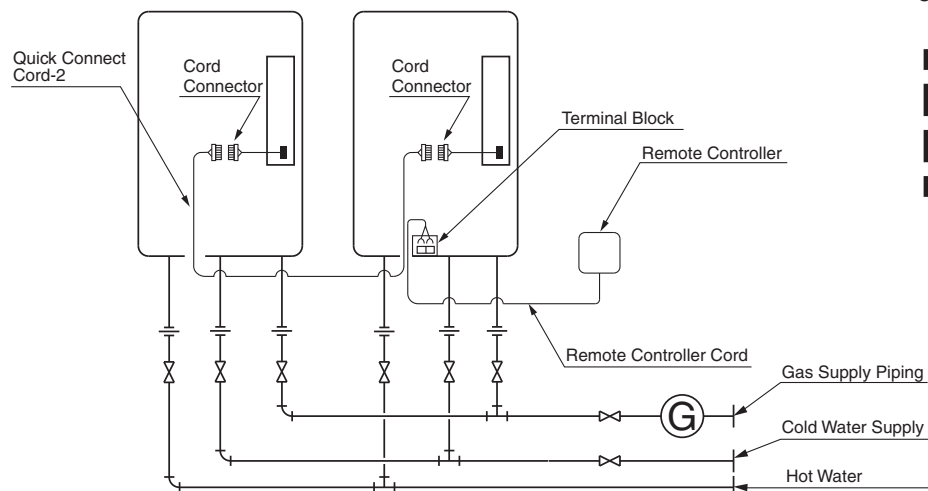 Quick Connect
Cord-2
Cord
Connector
Cord
Connector
Terminal Block
Remote Controller
Remote Controller Cord
Gas Supply Piping
G
Cold Water Supply
Hot Water